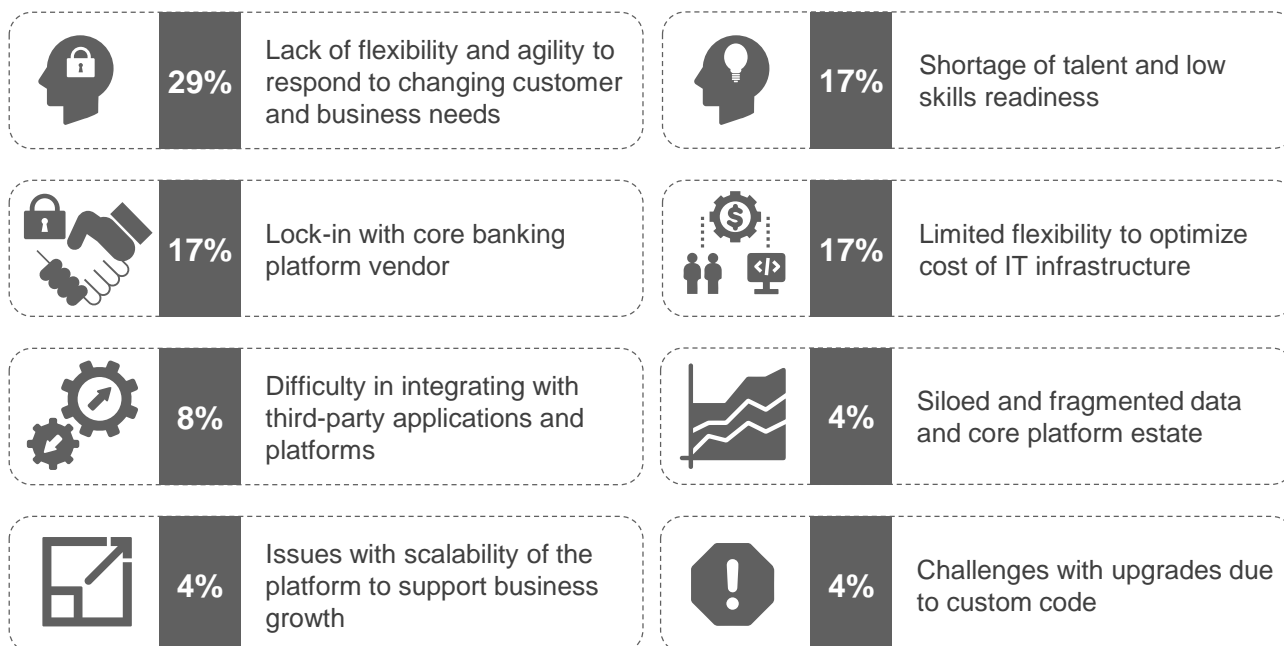 29%
Lack of flexibility and agility to
respond to changing customer
and business needs
17%
Shortage of talent and low
skills readiness
17%
Lock-in with core banking
platform vendor
$
</>
17%
Limited flexibility to optimize
cost of IT infrastructure
8%
Difficulty in integrating with
third-party applications and
platforms
4%
Siloed and fragmented data
and core platform estate
4%
Issues with scalability of the
platform to support business
growth
!
4%
Challenges with upgrades due
to custom code